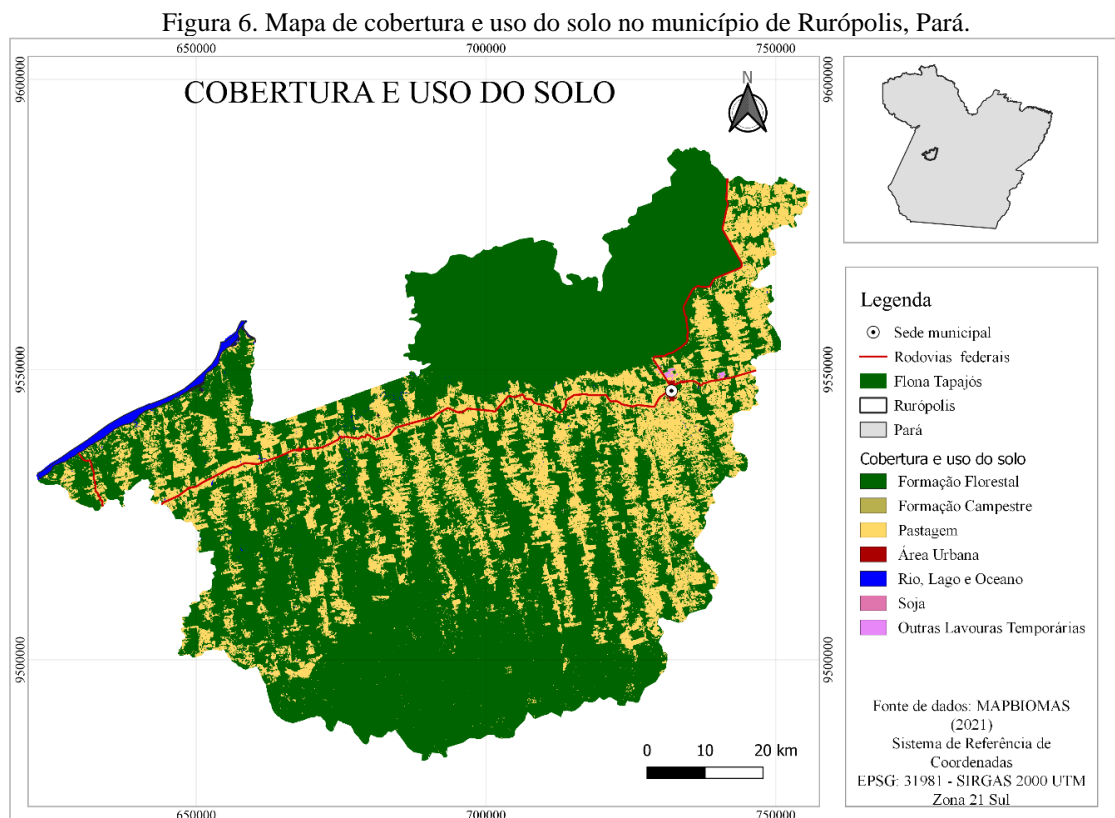 Figura 6. Mapa de cobertura e uso do solo no município de Rurópolis, Pará.
650000
700000
750000
9600000
9600000
COBERTURA E USO DO SOLO
N
9550000
9550000
9500000
9500000
0 10 20 km
650000
700000
750000
Legenda
Sede municipal
Rodovias federais
Flona Tapajós
Rurópolis
Pará
Cobertura e uso do solo
Formação Florestal
Formação Campestre
Pastagem
Área Urbana
Rio, Lago e Oceano
Soja
Outras Lavouras Temporárias
Fonte de dados: MAPBIOMAS
(2021)
Sistema de Referência de
Coordenadas
EPSG: 31981 - SIRGAS 2000 UTM
Zona 21 Sul